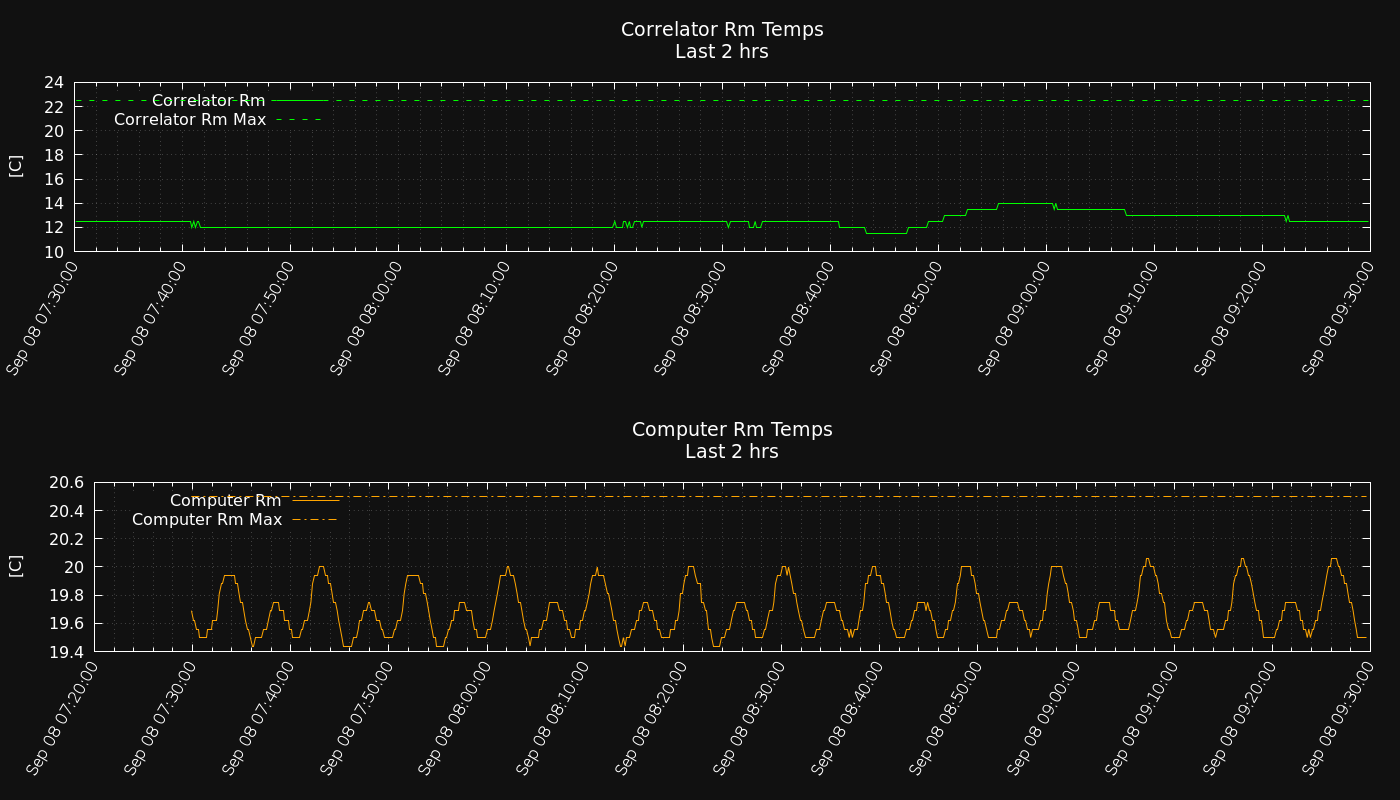 Correlator Rm Temps
Last 2 hrs
24
22
20
18
16
14
12
10
[C]
Correlator Rm
Correlator Rm Max
Sep 08 07:30:00
Sep 08 07:40:00
Sep 08 07:50:00
Sep 08 08:00:00
Sep 08 08:10:00
Sep 08 08:20:00
Sep 08 08:30:00
Sep 08 08:40:00
Sep 08 08:50:00
Sep 08 09:00:00
Sep 08 09:10:00
Sep 08 09:20:00
Sep 08 09:30:00
Computer Rm Temps
Last 2 hrs
20.6
20.4
20.2
20
19.8
19.6
19.4
[C]
Computer Rm
Computer Rm Max
Sep 08 07:20:00
Sep 08 07:30:00
Sep 08 07:40:00
Sep 08 07:50:00
Sep 08 08:00:00
Sep 08 08:10:00
Sep 08 08:20:00
Sep 08 08:30:00
Sep 08 08:40:00
Sep 08 08:50:00
Sep 08 09:00:00
Sep 08 09:10:00
Sep 08 09:20:00
Sep 08 09:30:00